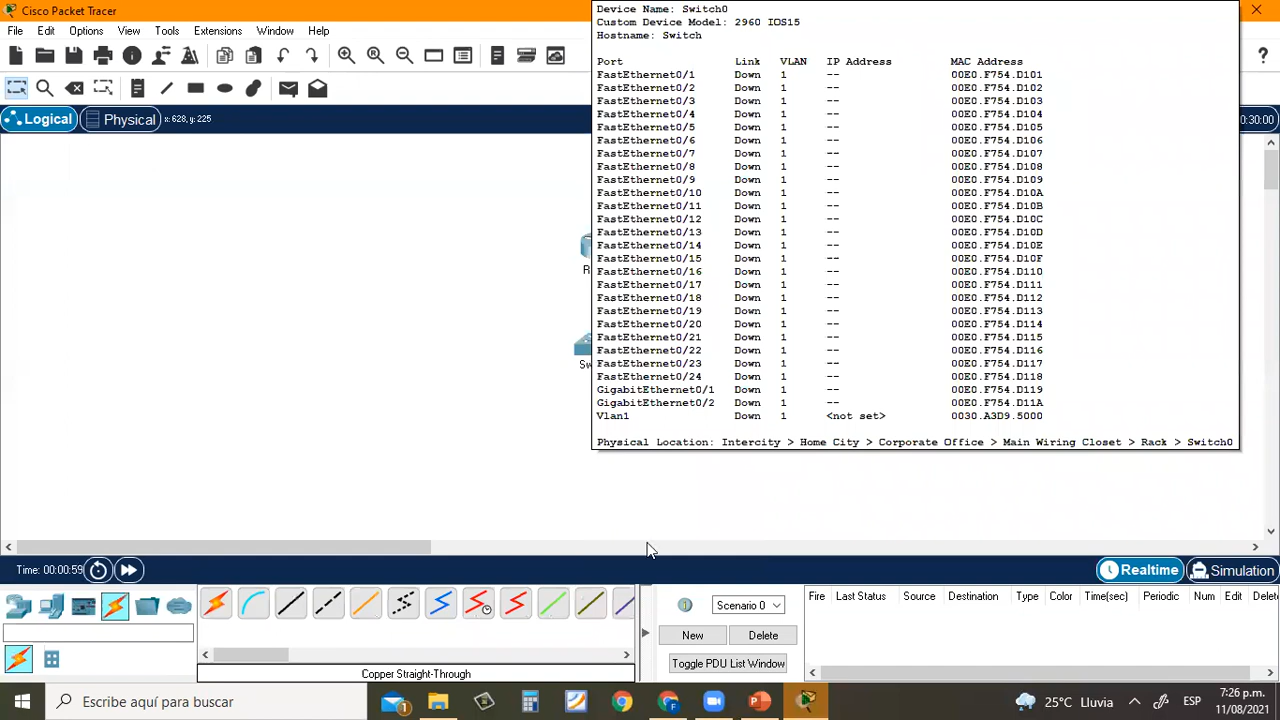 Cisco Packet Tracer
File Edit Options View Tools Extensions Window Help
Logical Physical x: 628, y: 225
:30:00
Device Name: Switch0
Custom Device Model: 2960 IOS15
Hostname: Switch
Port Link VLAN IP Address MAC Address
FastEthernet0/1 Down 1 -- 00E0.F754.D101
FastEthernet0/2 Down 1 -- 00E0.F754.D102
FastEthernet0/3 Down 1 -- 00E0.F754.D103
FastEthernet0/4 Down 1 -- 00E0.F754.D104
FastEthernet0/5 Down 1 -- 00E0.F754.D105
FastEthernet0/6 Down 1 -- 00E0.F754.D106
FastEthernet0/7 Down 1 -- 00E0.F754.D107
FastEthernet0/8 Down 1 -- 00E0.F754.D108
FastEthernet0/9 Down 1 -- 00E0.F754.D109
FastEthernet0/10 Down 1 -- 00E0.F754.D10A
FastEthernet0/11 Down 1 -- 00E0.F754.D10B
FastEthernet0/12 Down 1 -- 00E0.F754.D10C
FastEthernet0/13 Down 1 -- 00E0.F754.D10D
FastEthernet0/14 Down 1 -- 00E0.F754.D10E
FastEthernet0/15 Down 1 -- 00E0.F754.D10F
FastEthernet0/16 Down 1 -- 00E0.F754.D110
FastEthernet0/17 Down 1 -- 00E0.F754.D111
FastEthernet0/18 Down 1 -- 00E0.F754.D112
FastEthernet0/19 Down 1 -- 00E0.F754.D113
FastEthernet0/20 Down 1 -- 00E0.F754.D114
FastEthernet0/21 Down 1 -- 00E0.F754.D115
FastEthernet0/22 Down 1 -- 00E0.F754.D116
FastEthernet0/23 Down 1 -- 00E0.F754.D117
FastEthernet0/24 Down 1 -- 00E0.F754.D118
GigabitEthernet0/1 Down 1 -- 00E0.F754.D119
GigabitEthernet0/2 Down 1 -- 00E0.F754.D11A
Vlan1 Down 1 <not set> 0030.A3D9.5000
Physical Location: Intercity > Home City > Corporate Office > Main Wiring Closet > Rack > Switch0
R
Sw
Time: 00:00:59 Realtime Simulation
Scenario 0
New Delete
Toggle PDU List Window
Fire Last Status Source Destination Type Color Time(sec) Periodic Num Edit Delet
Copper Straight-Through
Escribe aquí para buscar
1
25°C Lluvia ESP 7:26 p.m.
11/08/2021